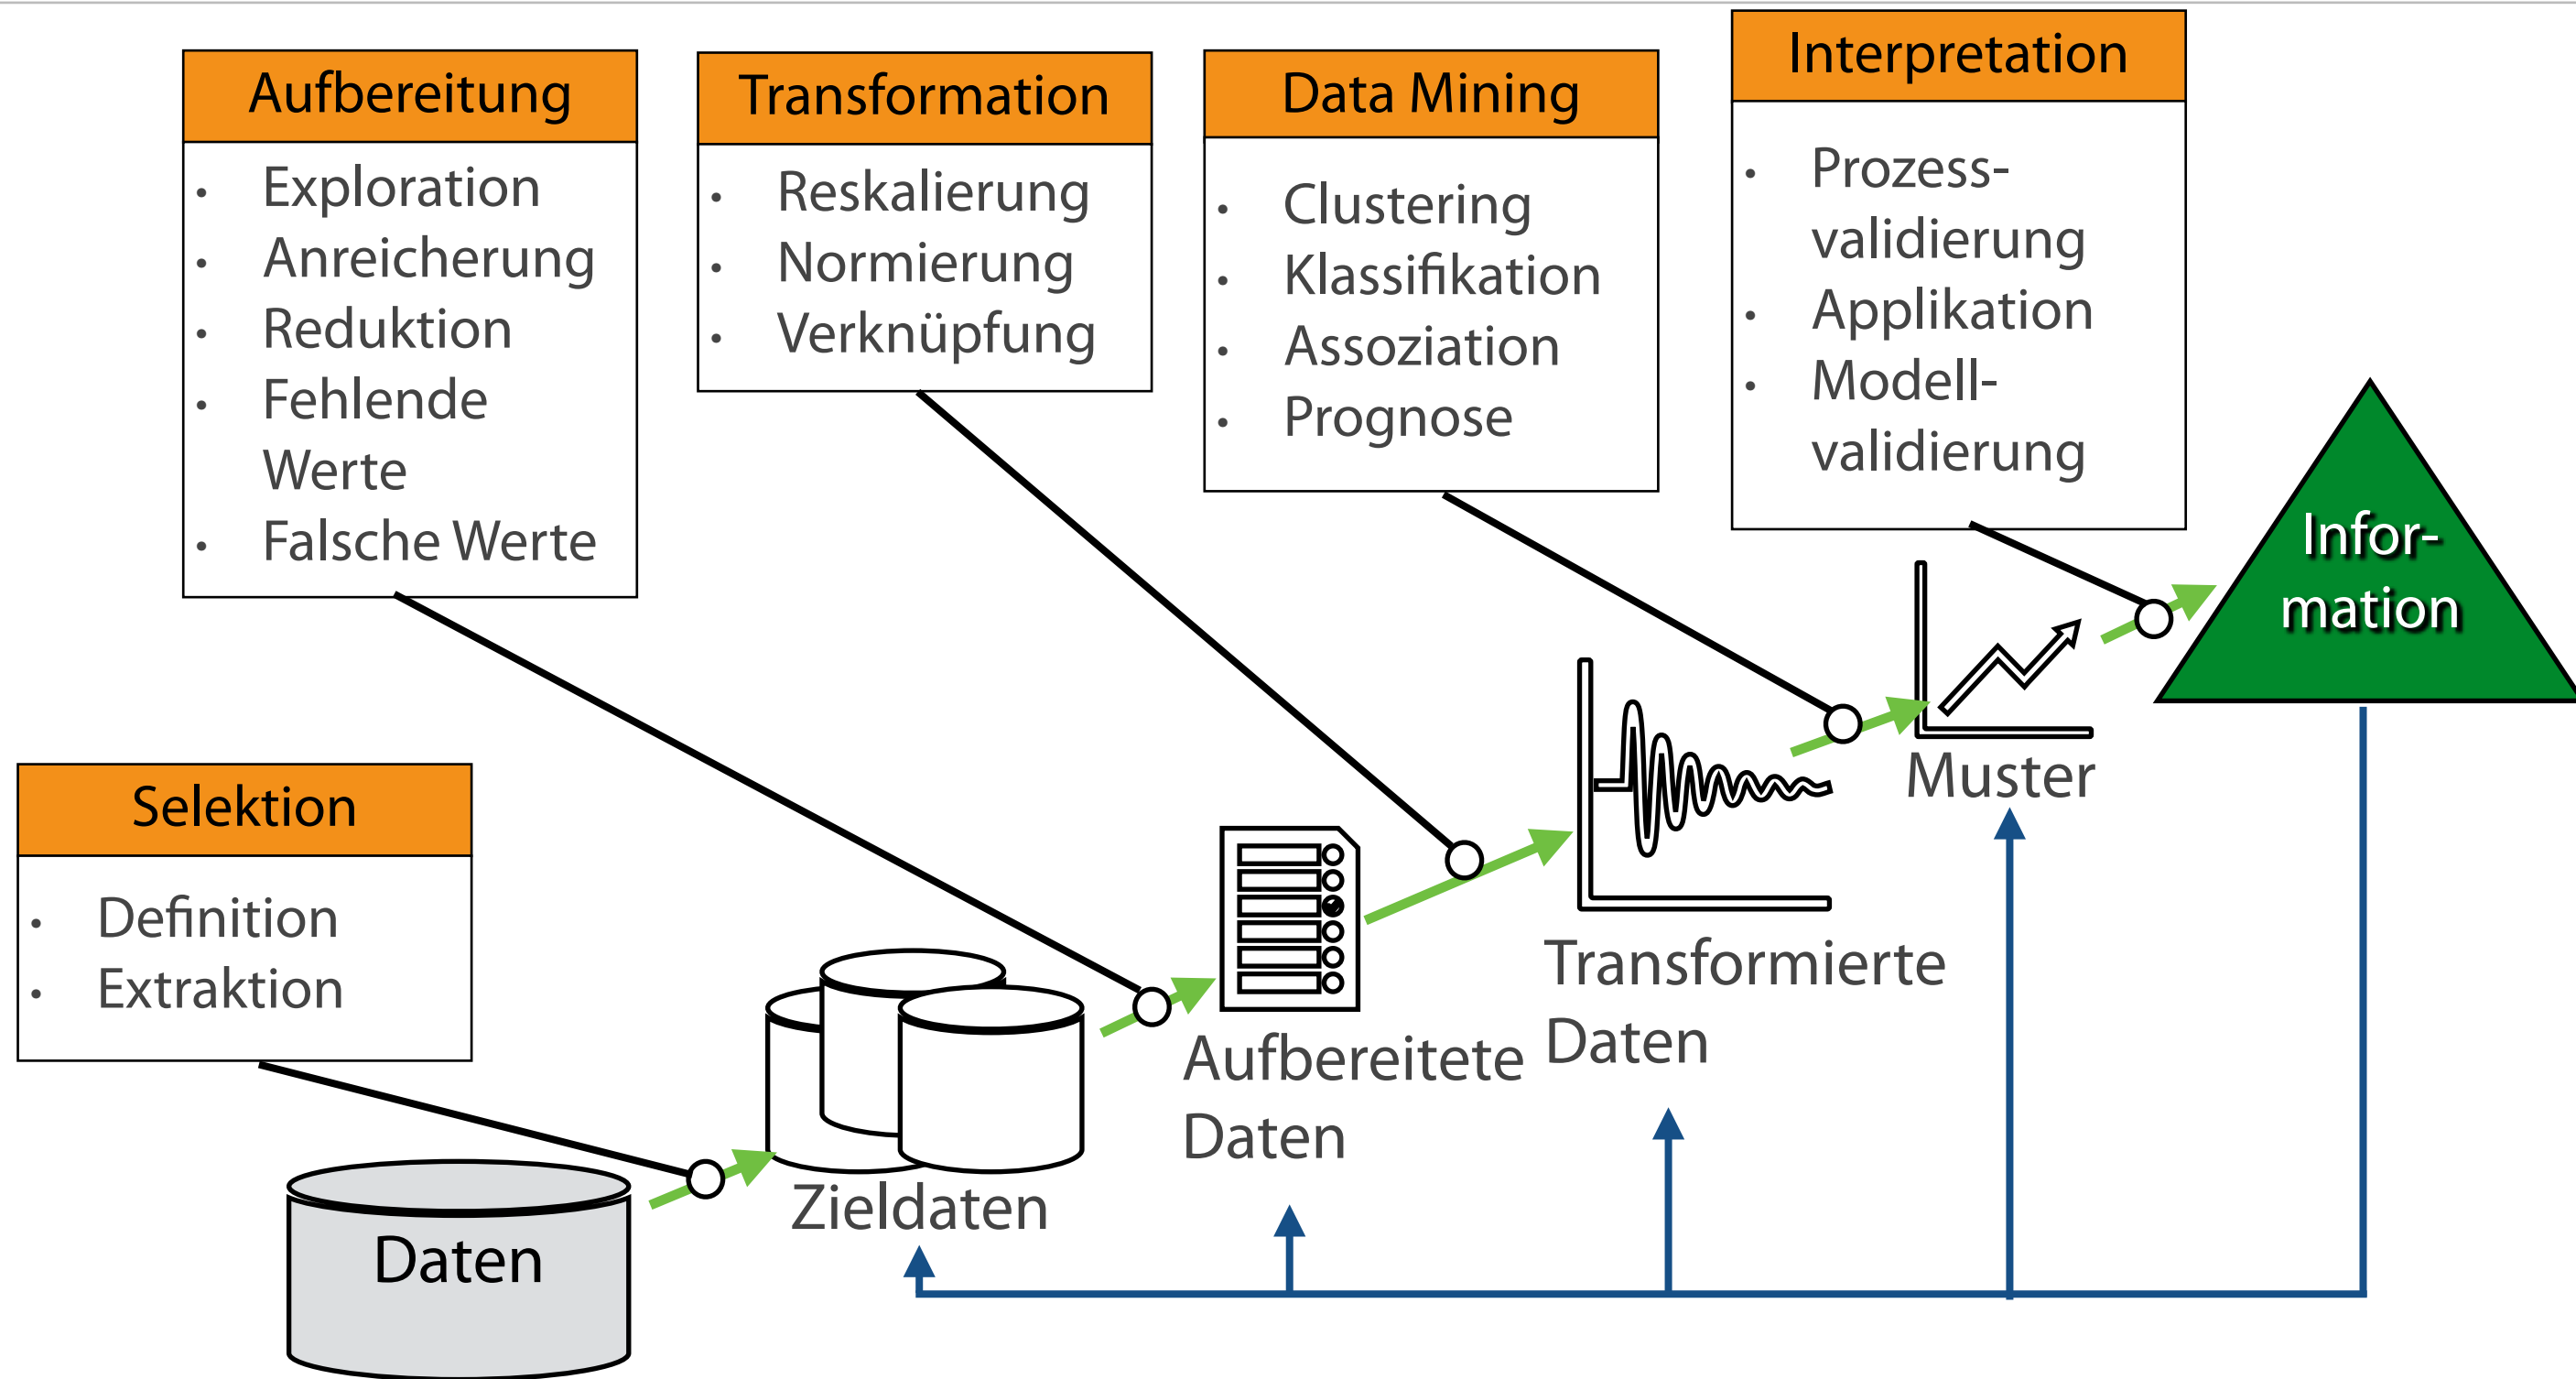 Aufbereitung
• Exploration
• Anreicherung
• Reduktion
• Fehlende
Werte
• Falsche Werte
Transformation
• Reskalierung
• Normierung
• Verknüpfung
Data Mining
• Clustering
• Klassifikation
• Assoziation
• Prognose
Interpretation
• Prozess-
validierung
• Applikation
• Modell-
validierung
Infor-
mation
Selektion
• Definition
• Extraktion
Daten
Zieldaten
Aufbereitete
Daten
Transformierte
Daten
Muster